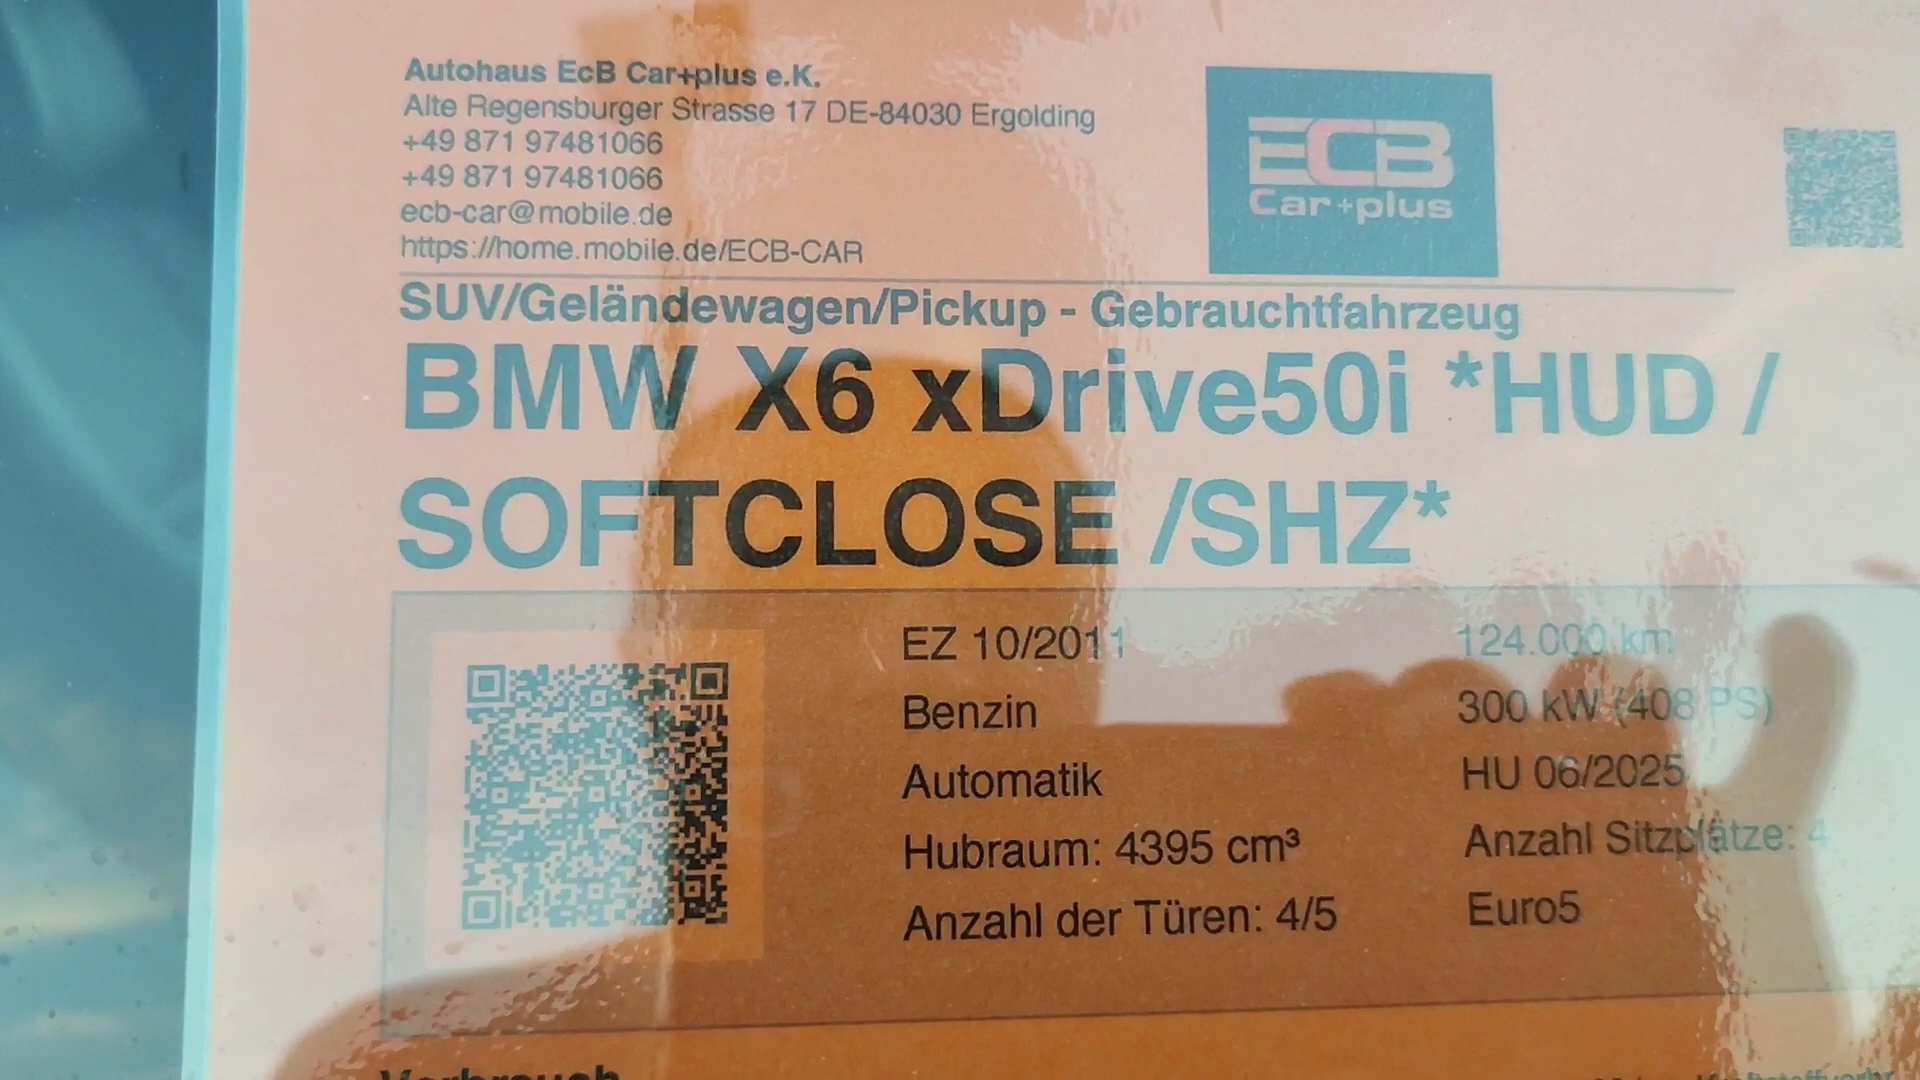 Autohaus EcB Car+plus e.K.
Alte Regensburger Strasse 17 DE-84030 Ergolding
+49 871 97481066
+49 871 97481066
ecb-car@mobile.de
https://home.mobile.de/ECB-CAR
ECB
Car+plus
SUV/Geländewagen/Pickup - Gebrauchtfahrzeug
BMW X6 xDrive50i *HUD /
SOFTCLOSE /SHZ*
EZ 10/2011 124.000 km
Benzin 300 kW (408 PS)
Automatik HU 06/2025
Hubraum: 4395 cm³ Anzahl Sitzplätze: 4
Anzahl der Türen: 4/5 Euro5
Verbrauch